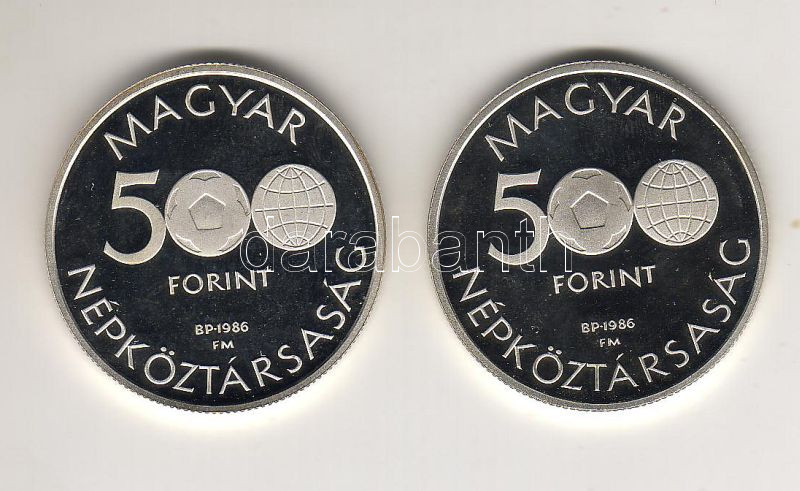 MAGYAR
500
FORINT
BP·1986
FM
NÉPKÖZTÁRSASÁG
MAGYAR
500
FORINT
BP·1986
FM
NÉPKÖZTÁRSASÁG
darabanth